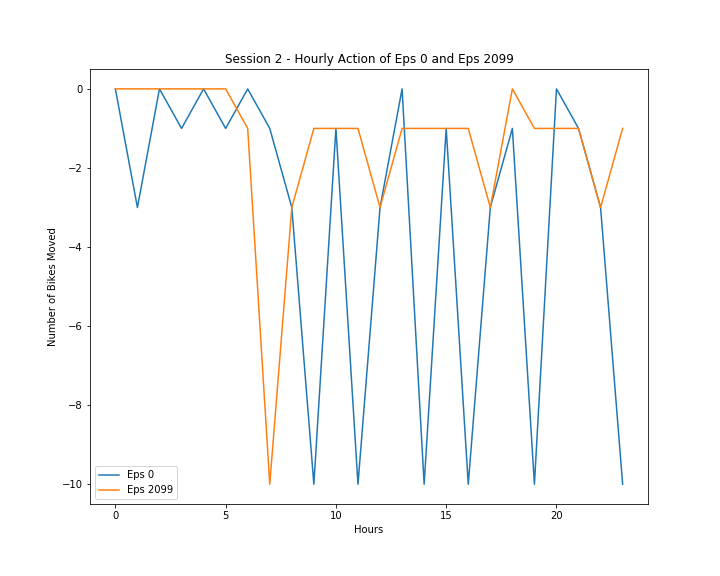 Session 2 - Hourly Action of Eps 0 and Eps 2099
Number of Bikes Moved
0
−2
−4
−6
−8
−10
Eps 0
Eps 2099
0 5 10 15 20
Hours